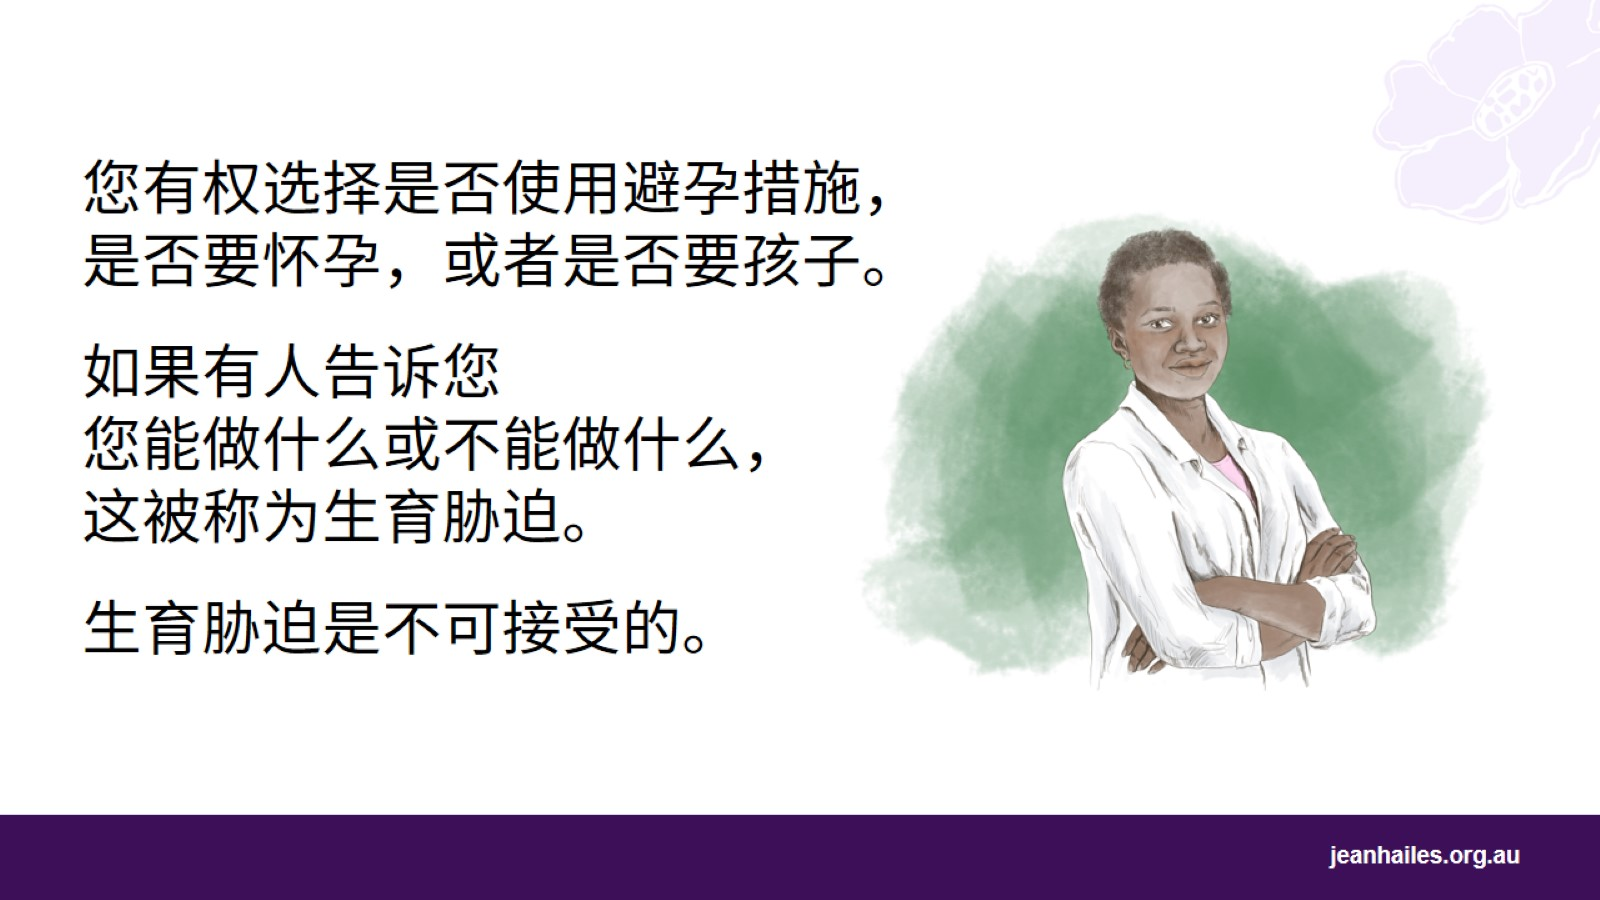 您有权选择是否使用避孕措施，
是否要怀孕，或者是否要孩子。
如果有人告诉您
您能做什么或不能做什么，
这被称为生育胁迫。
生育胁迫是不可接受的。
jeanhailes.org.au